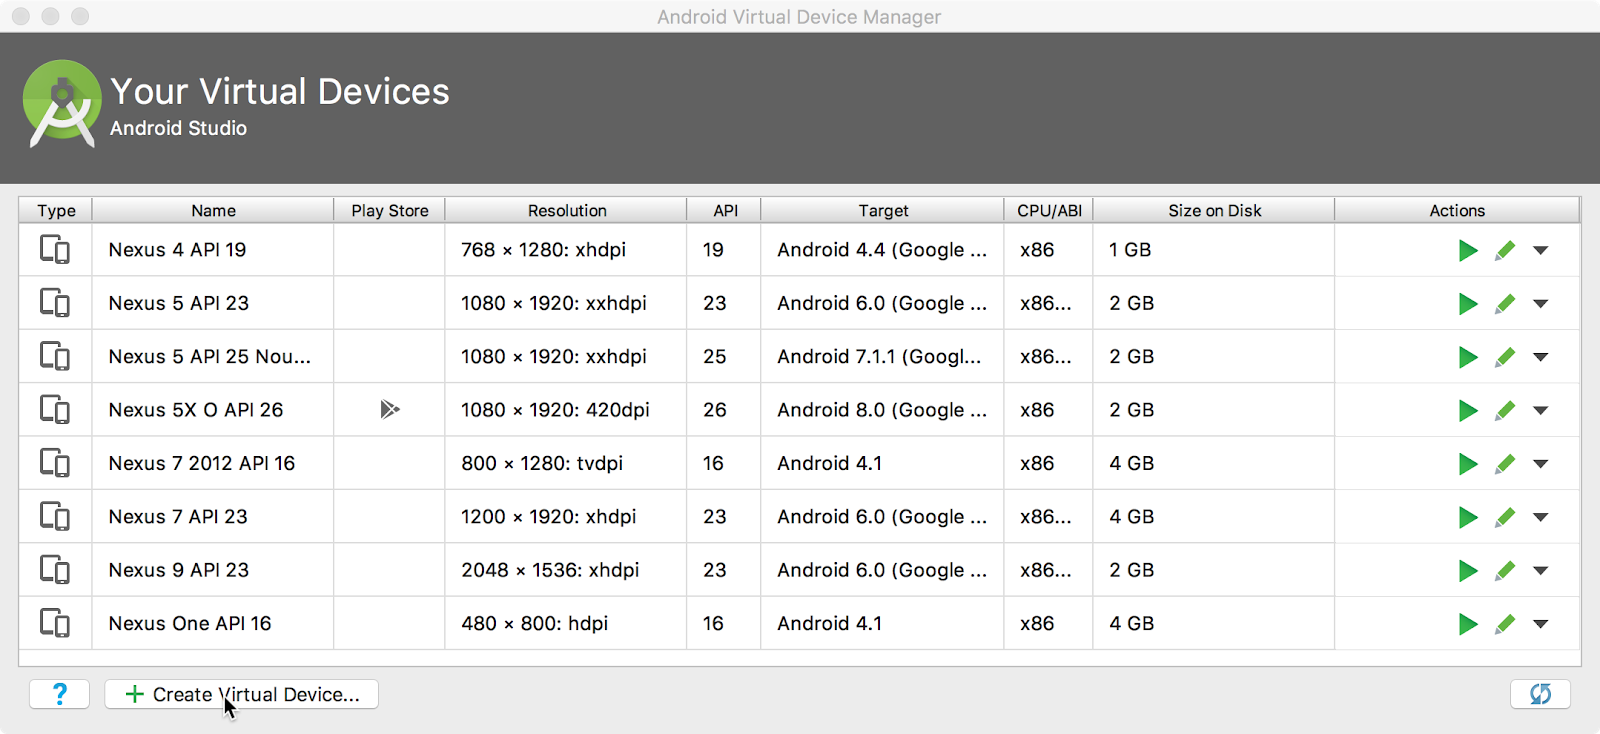 Android Virtual Device Manager
Your Virtual Devices
Android Studio
Type Name Play Store Resolution API Target CPU/ABI Size on Disk Actions
Nexus 4 API 19 768 × 1280: xhdpi 19 Android 4.4 (Google ... x86 1 GB
Nexus 5 API 23 1080 × 1920: xxhdpi 23 Android 6.0 (Google ... x86... 2 GB
Nexus 5 API 25 Nou... 1080 × 1920: xxhdpi 25 Android 7.1.1 (Googl... x86... 2 GB
Nexus 5X O API 26 1080 × 1920: 420dpi 26 Android 8.0 (Google ... x86 2 GB
Nexus 7 2012 API 16 800 × 1280: tvdpi 16 Android 4.1 x86 4 GB
Nexus 7 API 23 1200 × 1920: xhdpi 23 Android 6.0 (Google ... x86... 4 GB
Nexus 9 API 23 2048 × 1536: xhdpi 23 Android 6.0 (Google ... x86... 2 GB
Nexus One API 16 480 × 800: hdpi 16 Android 4.1 x86 4 GB
? + Create Virtual Device...